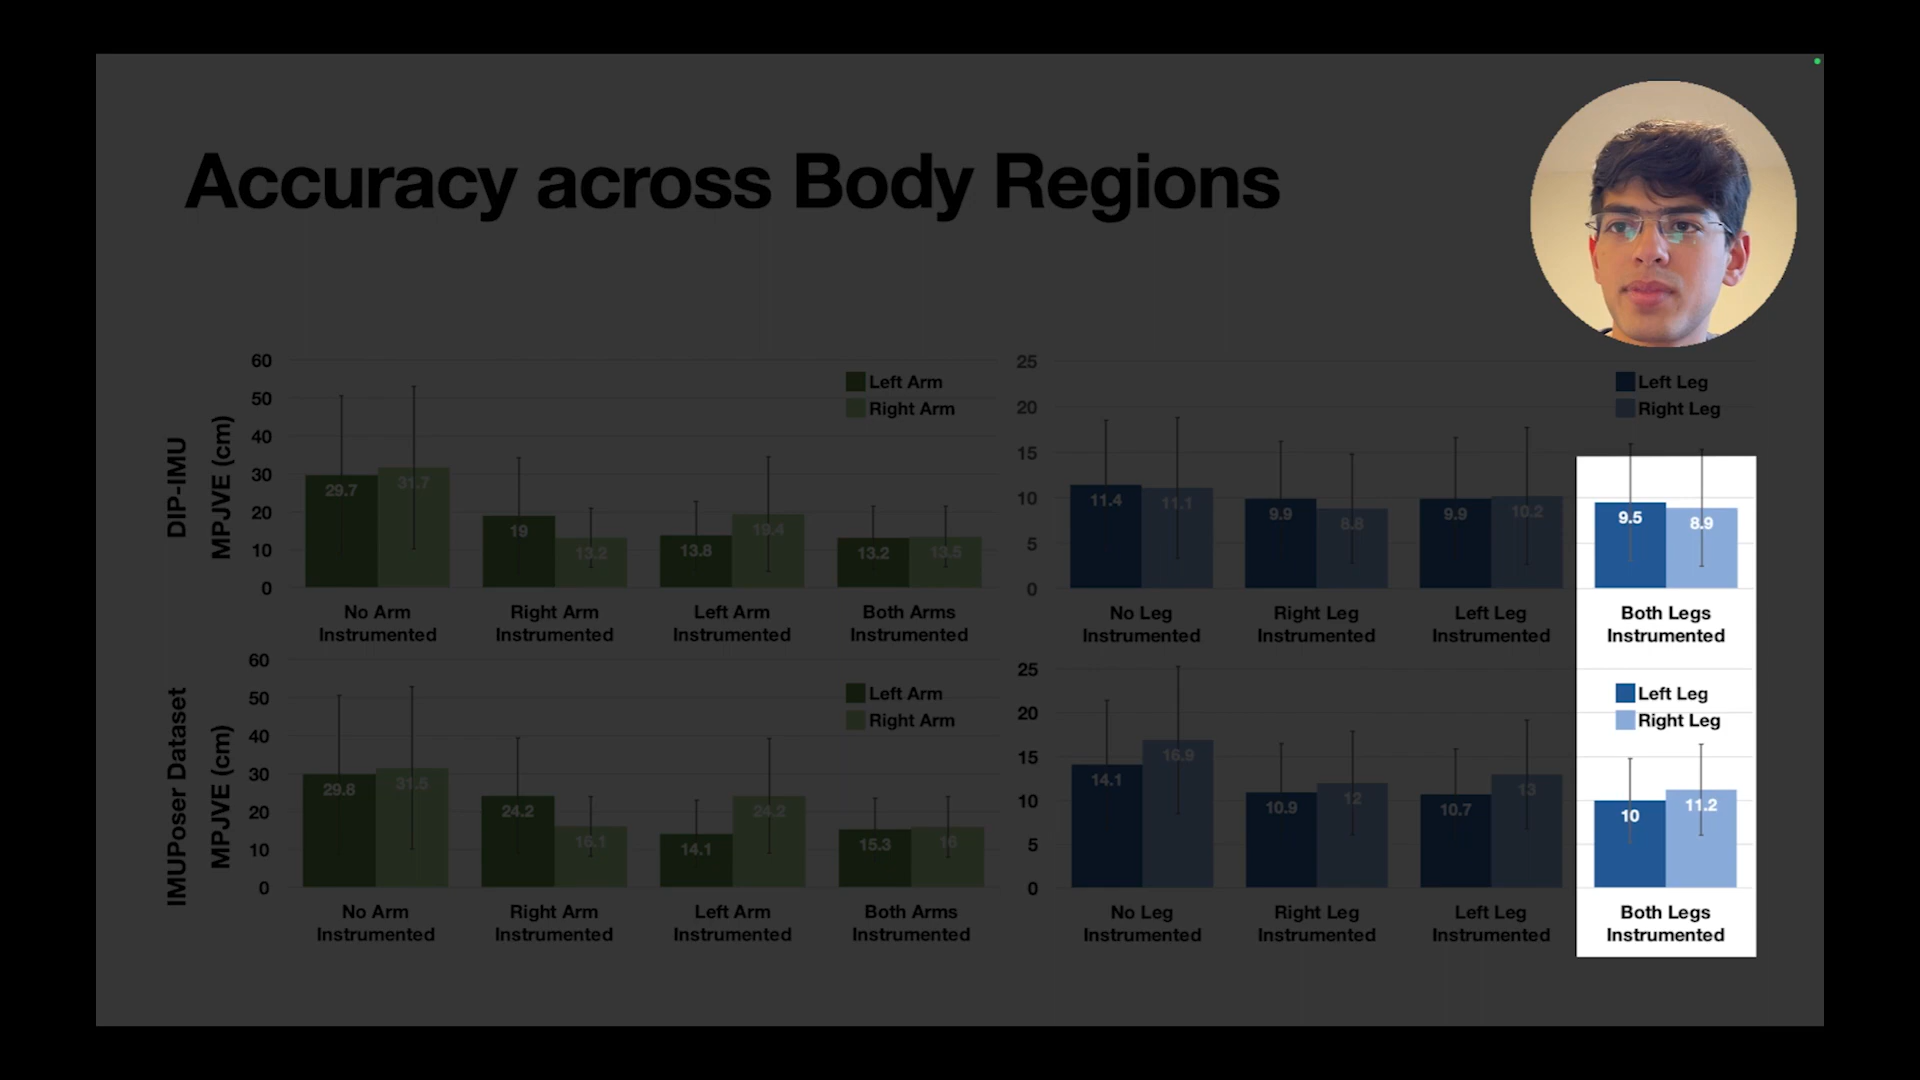 Accuracy across Body Regions
DIP-IMU
MPJVE (cm)
60
50
40
30
20
10
0
Left Arm
Right Arm
29.7
31.7
19
13.2
13.8
19.4
13.2
13.5
No Arm
Instrumented
Right Arm
Instrumented
Left Arm
Instrumented
Both Arms
Instrumented
25
20
15
10
5
0
Left Leg
Right Leg
11.4
11.1
9.9
8.8
9.9
10.2
9.5
8.9
No Leg
Instrumented
Right Leg
Instrumented
Left Leg
Instrumented
Both Legs
Instrumented
IMUPoser Dataset
MPJVE (cm)
60
50
40
30
20
10
0
Left Arm
Right Arm
29.8
31.5
24.2
16.1
14.1
24.2
15.3
16
No Arm
Instrumented
Right Arm
Instrumented
Left Arm
Instrumented
Both Arms
Instrumented
25
20
15
10
5
0
Left Leg
Right Leg
14.1
16.9
10.9
12
10.7
13
10
11.2
No Leg
Instrumented
Right Leg
Instrumented
Left Leg
Instrumented
Both Legs
Instrumented